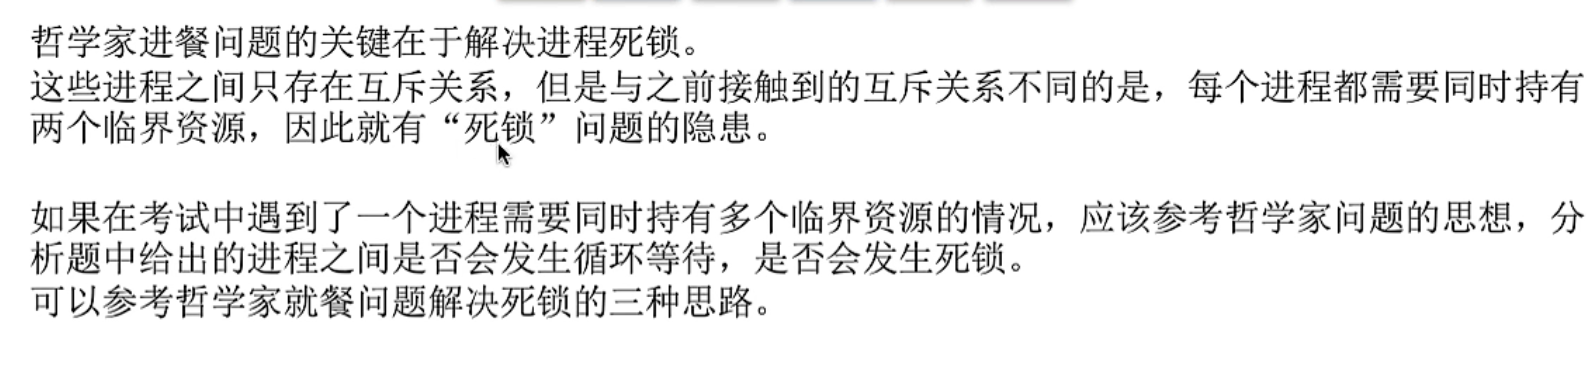 哲学家进餐问题的关键在于解决进程死锁。
这些进程之间只存在互斥关系，但是与之前接触到的互斥关系不同的是，每个进程都需要同时持有
两个临界资源，因此就有“死锁”问题的隐患。
如果在考试中遇到了一个进程需要同时持有多个临界资源的情况，应该参考哲学家问题的思想，分
析题中给出的进程之间是否会发生循环等待，是否会发生死锁。
可以参考哲学家就餐问题解决死锁的三种思路。